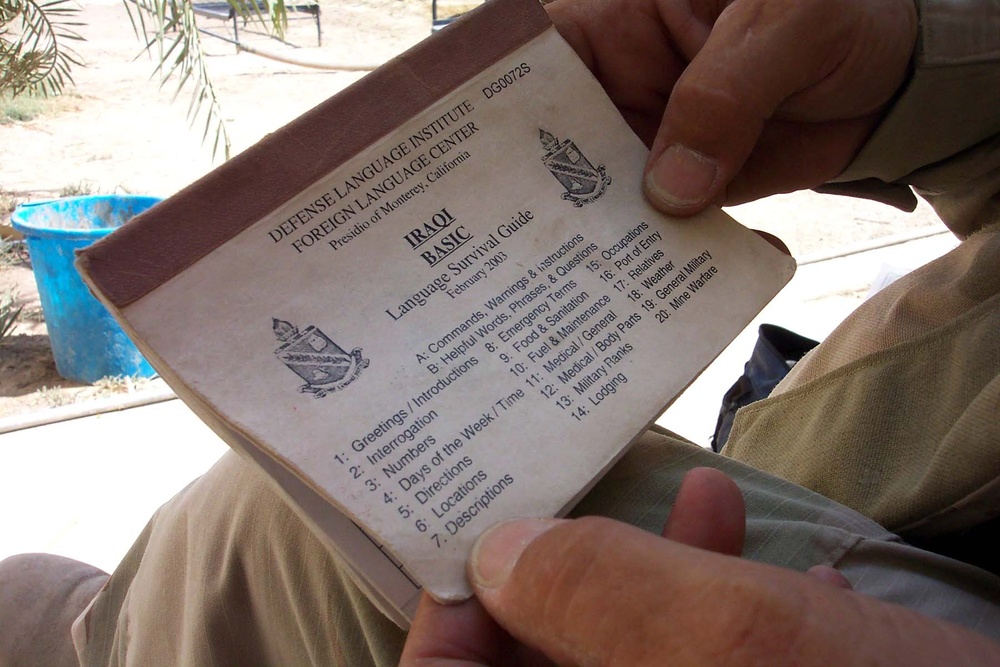 DEFENSE LANGUAGE INSTITUTE DG0072S
FOREIGN LANGUAGE CENTER
Presidio of Monterey, California
IRAQI
BASIC
Language Survival Guide
February 2003
A: Commands, Warnings & Instructions
B: Helpful Words, Phrases, & Questions
1: Greetings / Introductions
2: Interrogation
3: Numbers
4: Days of the Week / Time
5: Directions
6: Locations
7: Descriptions
8: Emergency Terms
9: Food & Sanitation
10: Fuel & Maintenance
11: Medical / General
12: Medical / Body Parts
13: Military Ranks
14: Lodging
15: Occupations
16: Port of Entry
17: Relatives
18: Weather
19: General Military
20: Mine Warfare